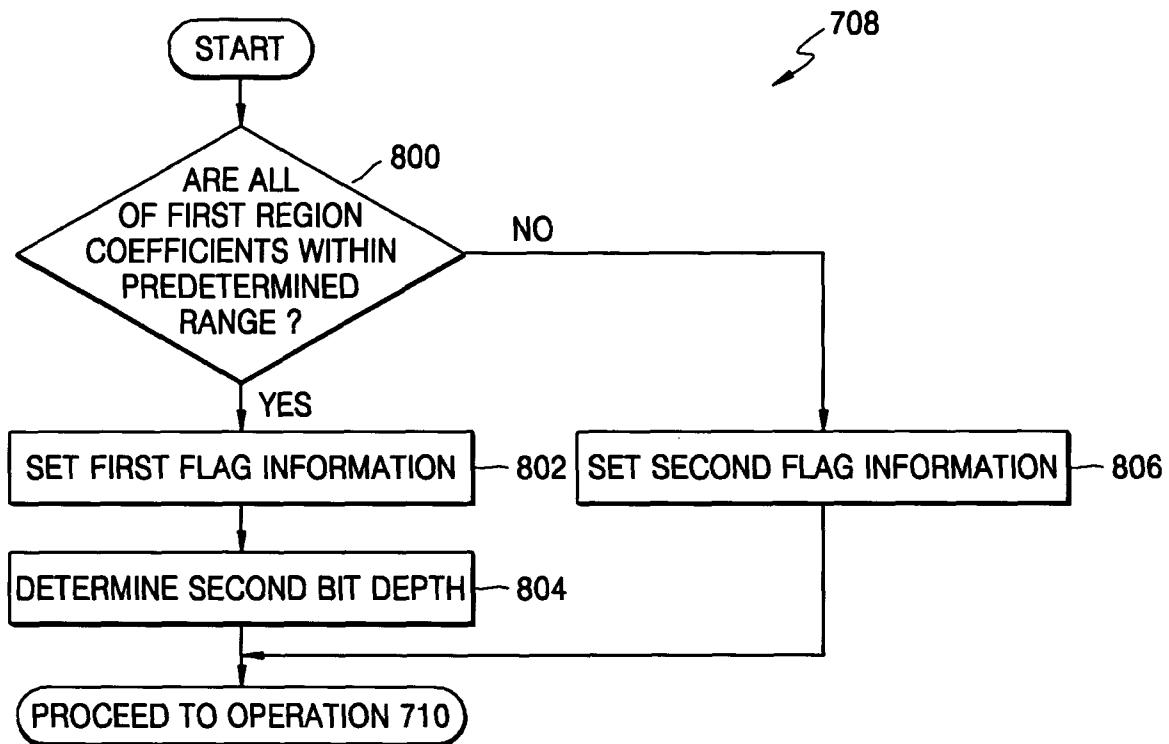 START
708
800
ARE ALL
OF FIRST REGION
COEFFICIENTS WITHIN
PREDETERMINED
RANGE ?
NO
YES
SET FIRST FLAG INFORMATION
802
SET SECOND FLAG INFORMATION
806
DETERMINE SECOND BIT DEPTH
804
PROCEED TO OPERATION 710